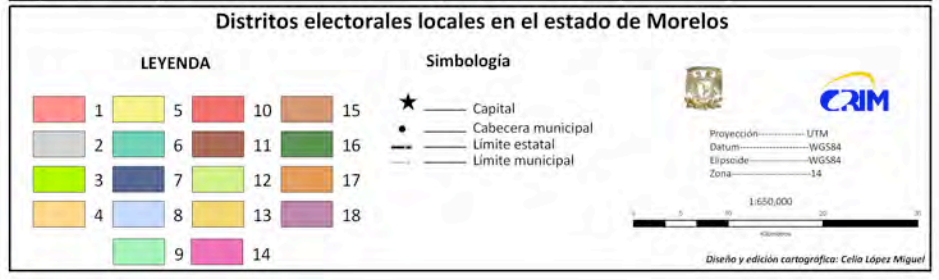 Distritos electorales locales en el estado de Morelos
LEYENDA
1 5 10 15
2 6 11 16
3 7 12 17
4 8 13 18
9 14
Simbología
Capital
Cabecera municipal
Límite estatal
Límite municipal
CRIM
Proyección---------------- UTM
Datum------------------WGS84
Elipsoide----------------WGS84
Zona--------------------14
1:650,000
0 5 10 20 30
Kilómetros
Diseño y edición cartográfica: Celia López Miguel